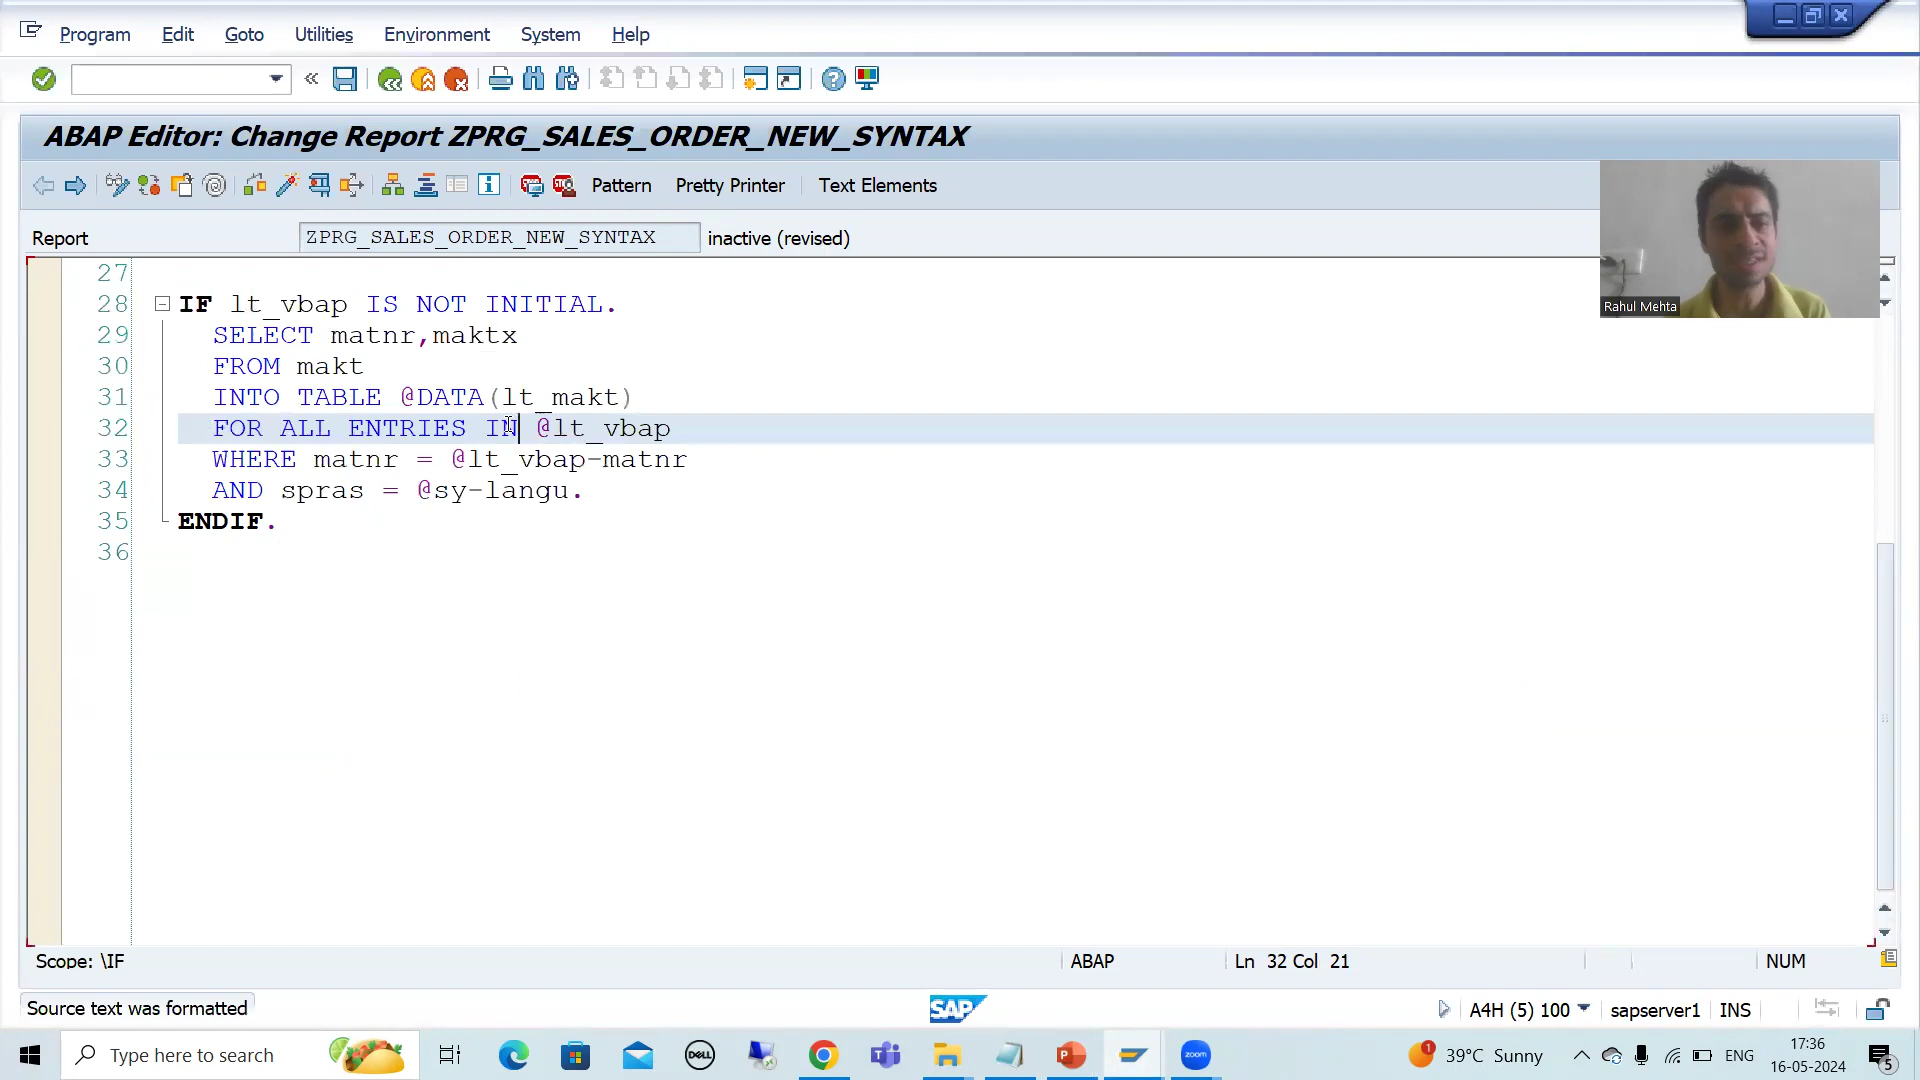 Program Edit Goto Utilities Environment System Help
ABAP Editor: Change Report ZPRG_SALES_ORDER_NEW_SYNTAX
Pattern Pretty Printer Text Elements
Report ZPRG_SALES_ORDER_NEW_SYNTAX inactive (revised)
Rahul Mehta
27
28 IF lt_vbap IS NOT INITIAL.
29 SELECT matnr,maktx
30 FROM makt
31 INTO TABLE @DATA(lt_makt)
32 FOR ALL ENTRIES IN @lt_vbap
33 WHERE matnr = @lt_vbap-matnr
34 AND spras = @sy-langu.
35 ENDIF.
36
Scope: \IF ABAP Ln 32 Col 21 NUM
Source text was formatted SAP A4H (5) 100 sapserver1 INS
Type here to search DELL zoom 1 39°C Sunny ENG 17:36
16-05-2024 5